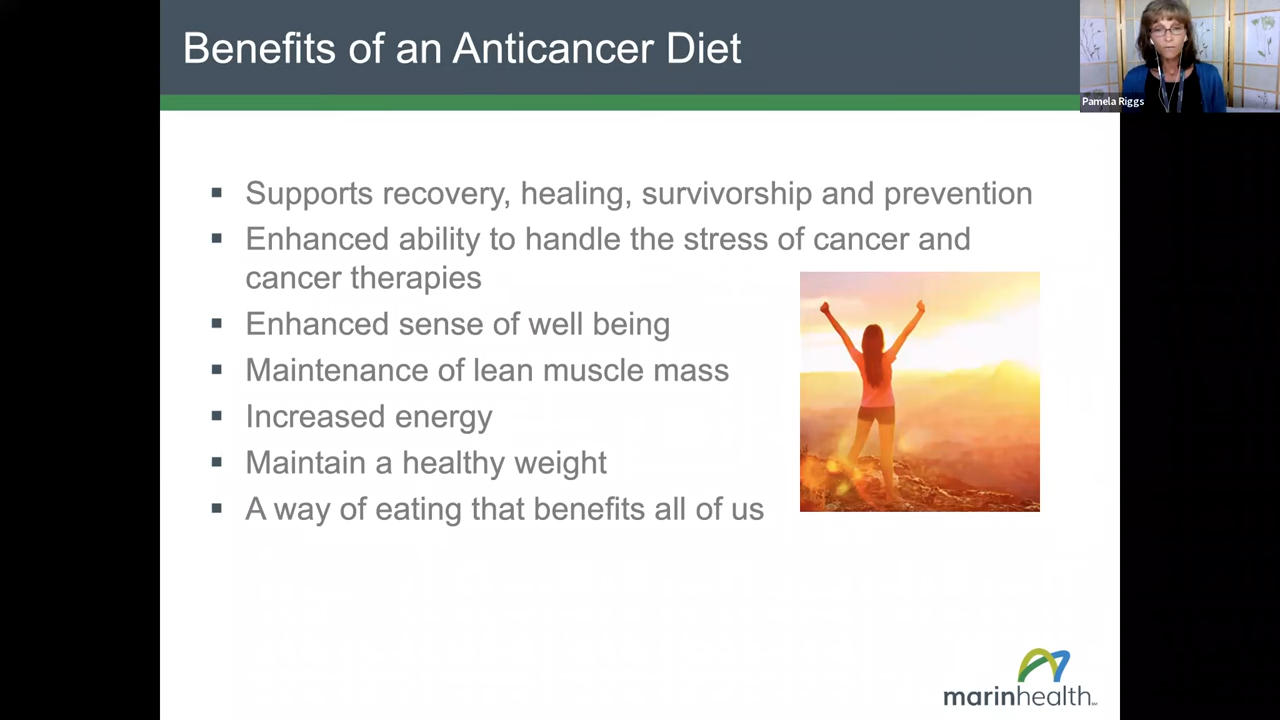 Benefits of an Anticancer Diet
Pamela Riggs
▪ Supports recovery, healing, survivorship and prevention
▪ Enhanced ability to handle the stress of cancer and
cancer therapies
▪ Enhanced sense of well being
▪ Maintenance of lean muscle mass
▪ Increased energy
▪ Maintain a healthy weight
▪ A way of eating that benefits all of us
marinhealth